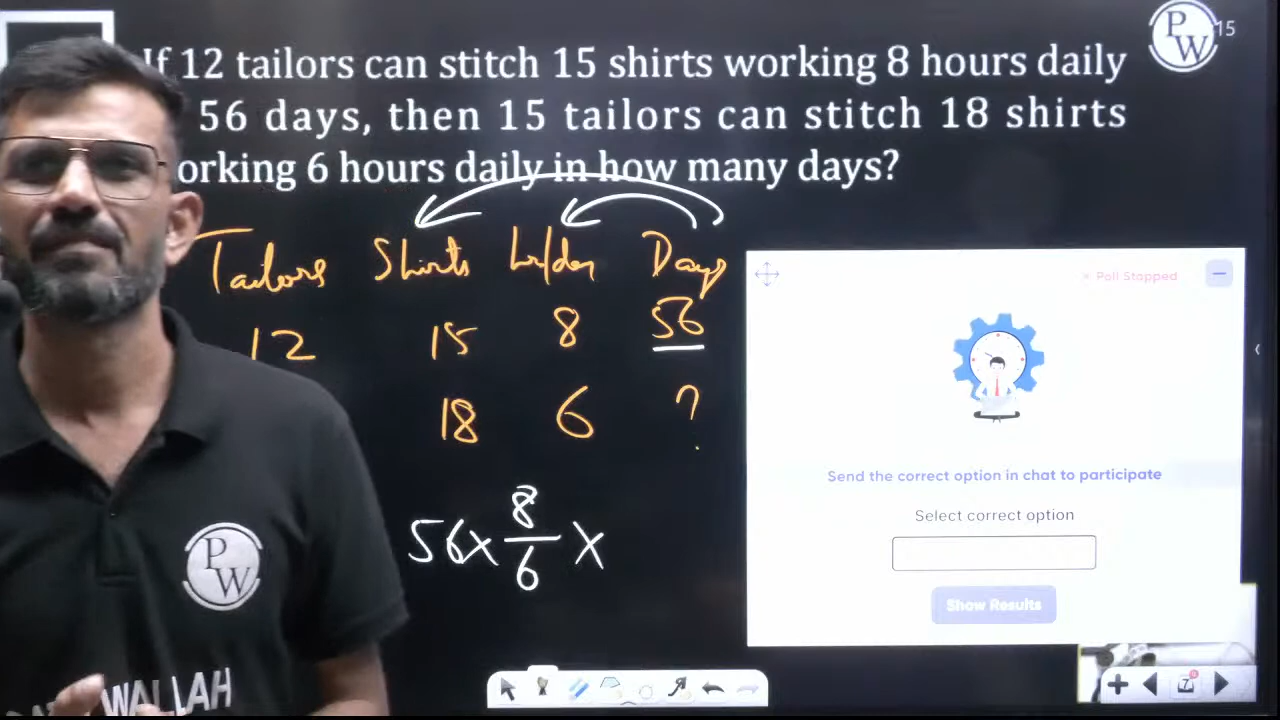 15
If 12 tailors can stitch 15 shirts working 8 hours daily
56 days, then 15 tailors can stitch 18 shirts
orking 6 hours daily in how many days?
Tailors Shirts hr/day Days
12 15 8 56
18 6 ?
56 x 8/6 x
Poll Stopped
Send the correct option in chat to participate
Select correct option
Show Results
PW
PW
WALLAH
7